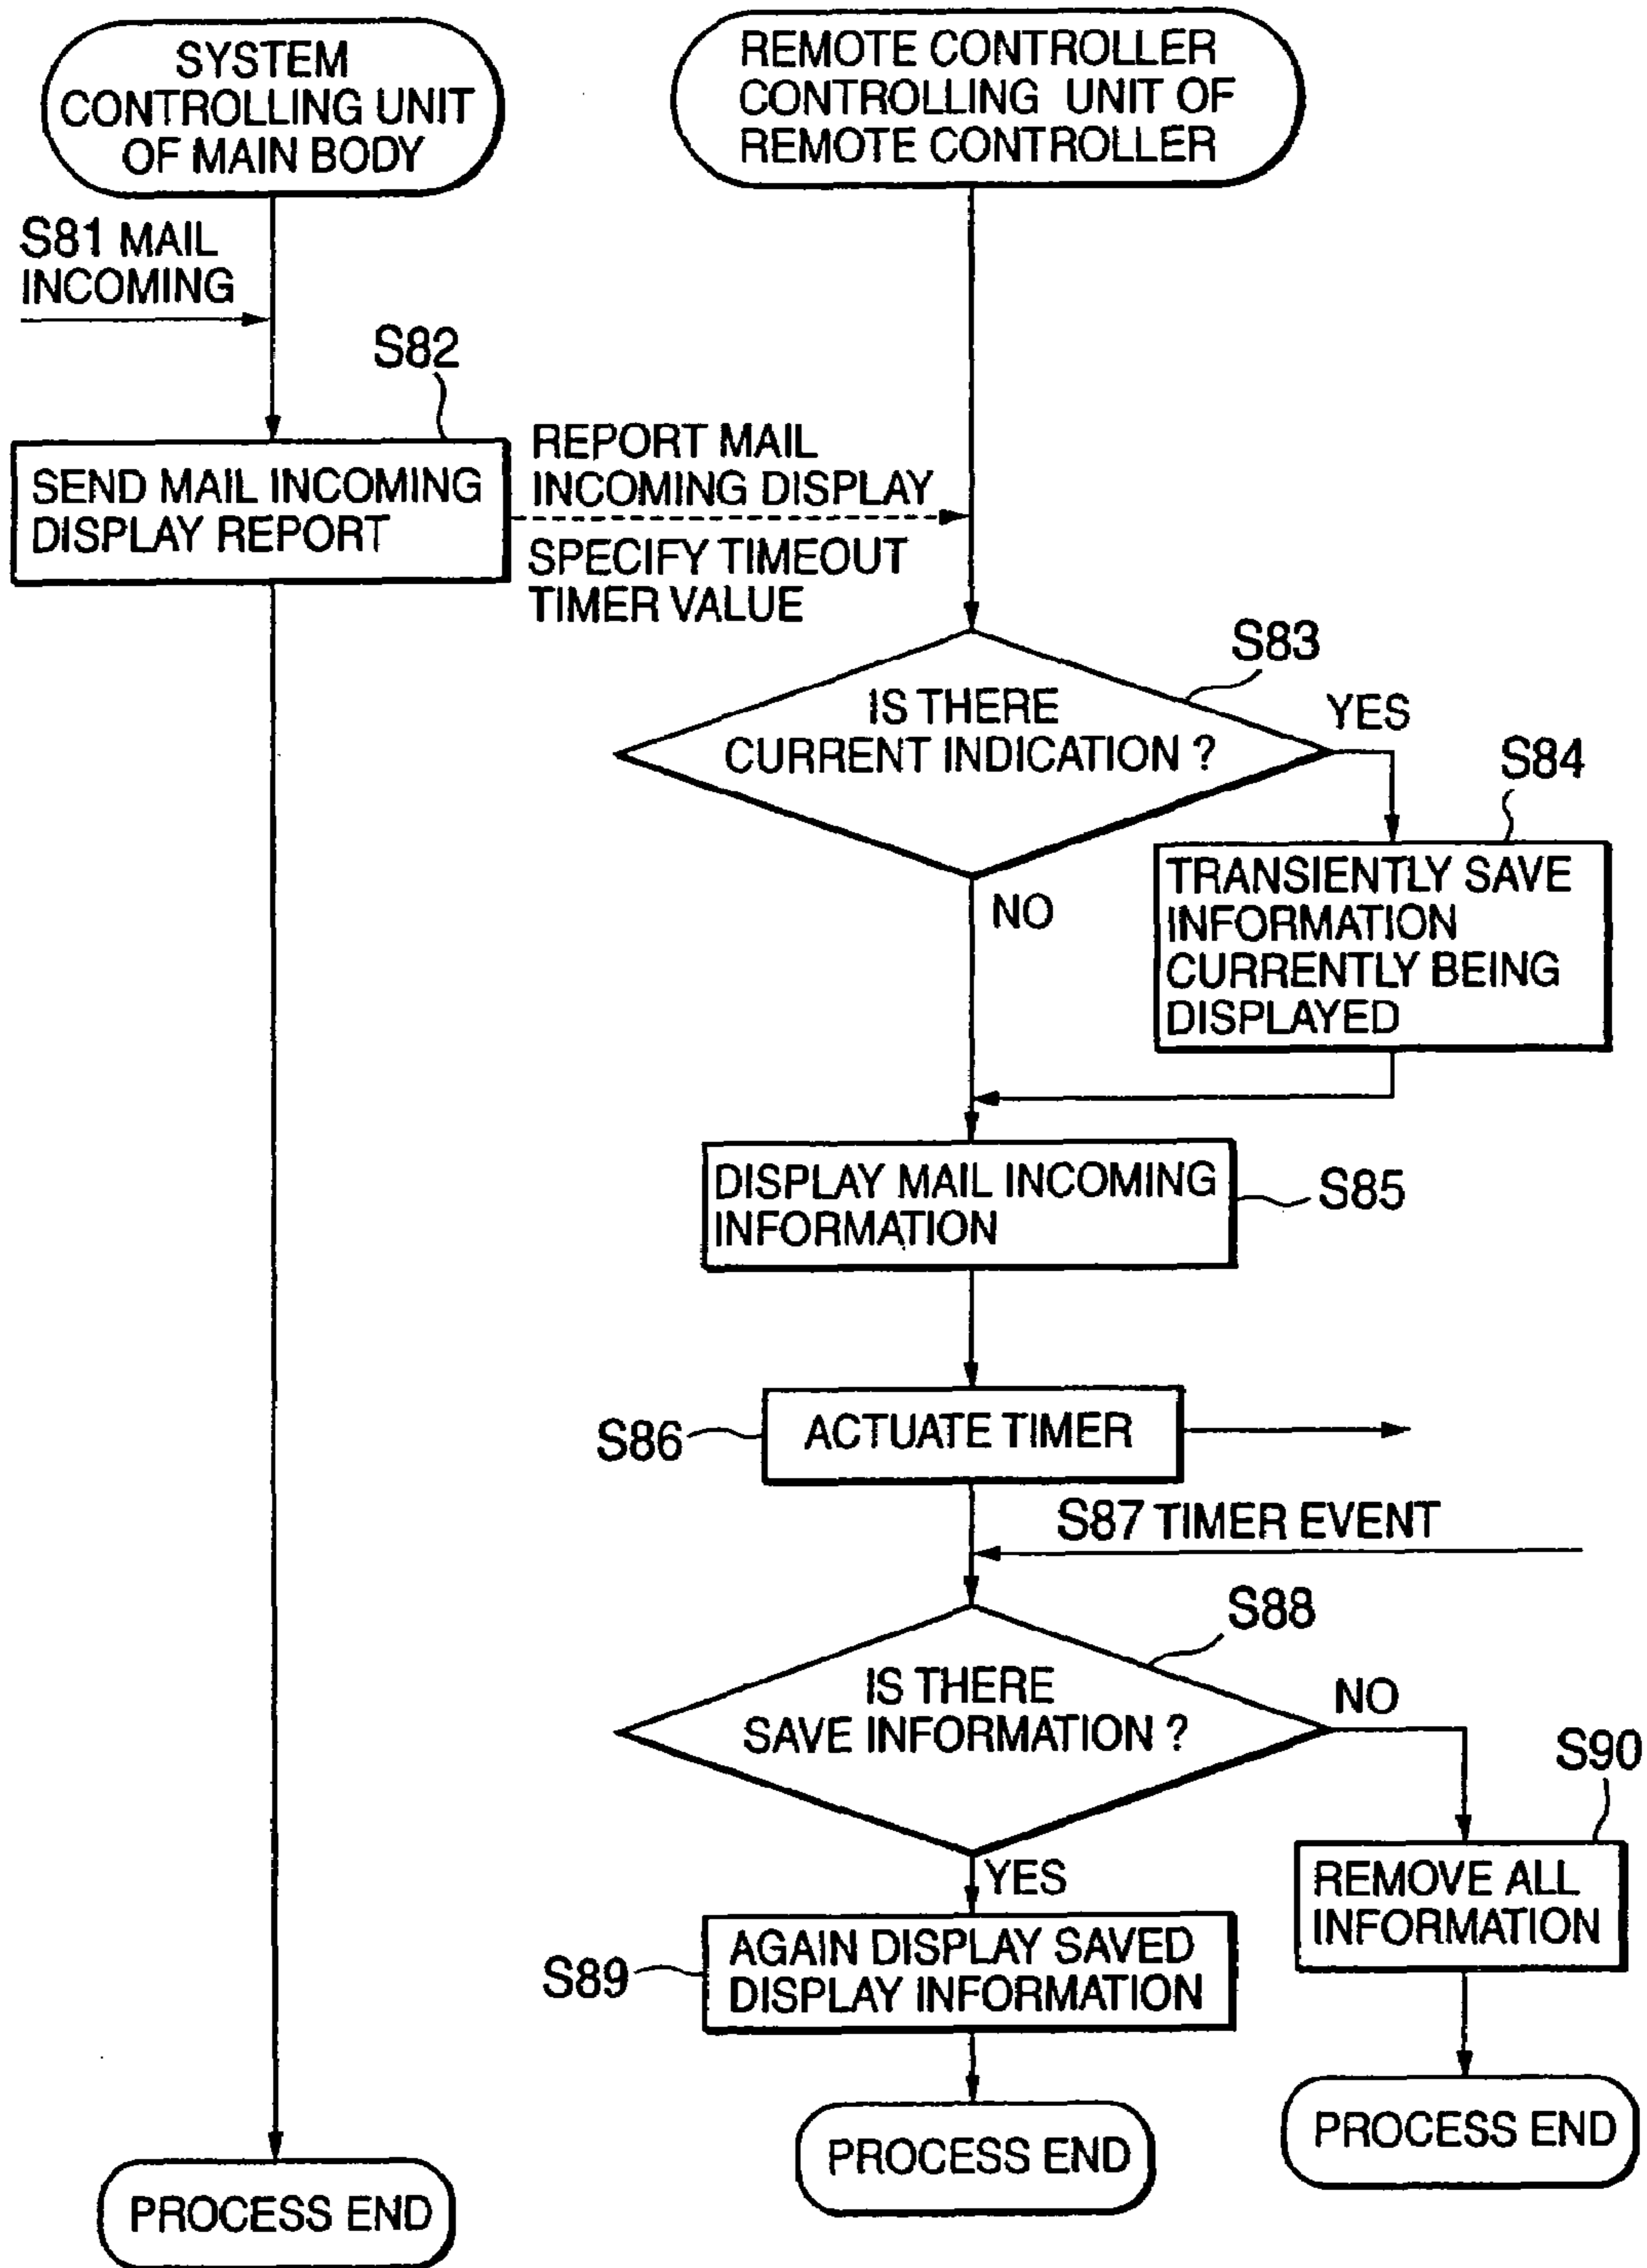 SYSTEM
CONTROLLING UNIT
OF MAIN BODY
REMOTE CONTROLLER
CONTROLLING UNIT OF
REMOTE CONTROLLER
S81 MAIL
INCOMING
S82
SEND MAIL INCOMING
DISPLAY REPORT
REPORT MAIL
INCOMING DISPLAY
SPECIFY TIMEOUT
TIMER VALUE
S83
IS THERE
CURRENT INDICATION ?
YES
S84
TRANSIENTLY SAVE
INFORMATION
CURRENTLY BEING
DISPLAYED
NO
DISPLAY MAIL INCOMING
INFORMATION
S85
S86
ACTUATE TIMER
S87 TIMER EVENT
S88
IS THERE
SAVE INFORMATION ?
NO
S90
YES
REMOVE ALL
INFORMATION
S89
AGAIN DISPLAY SAVED
DISPLAY INFORMATION
PROCESS END
PROCESS END
PROCESS END